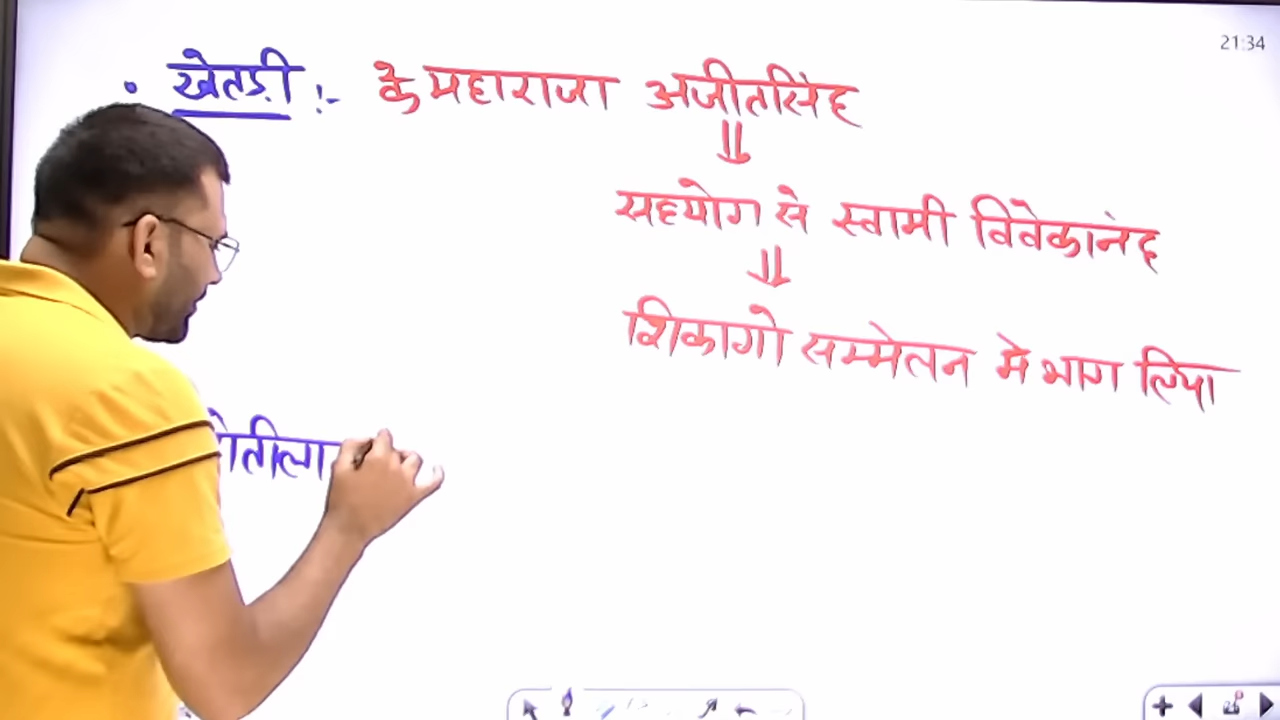 21:34
• खेतड़ी :- के महाराजा अजीतसिंह
सहयोग से स्वामी विवेकानंद
शिकागो सम्मेलन मे भाग लिया